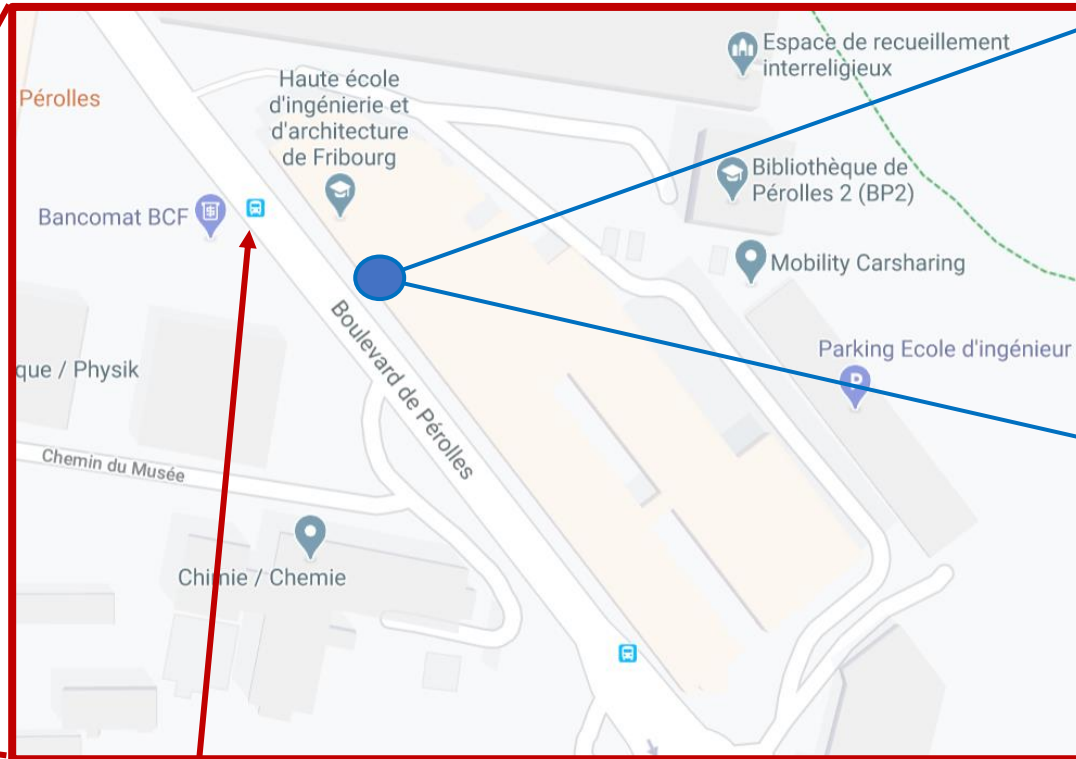 Espace de recueillement
interreligieux
Haute école
d'ingénierie et
d'architecture
de Fribourg
Pérolles
Bibliothèque de
Pérolles 2 (BP2)
Bancomat BCF
Mobility Carsharing
Boulevard de Pérolles
Parking Ecole d'ingénieur
P
que / Physik
Chemin du Musée
Chimie / Chemie